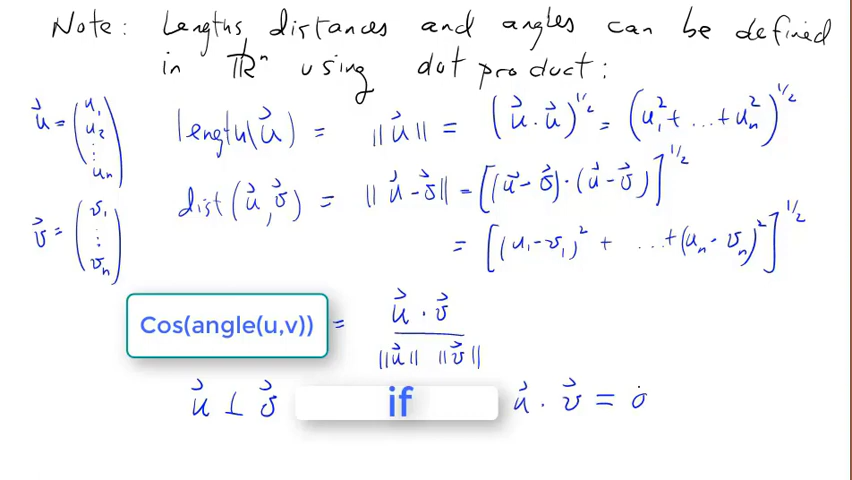 Note: Lengths distances and angles can be defined
in ℝⁿ using dot product:
u⃗ = (u₁ u₂ ⋮ uₙ) length(u⃗) = ||u⃗|| = (u⃗ · u⃗)^1/2 = (u₁² + ... + uₙ²)^1/2
v⃗ = (v₁ ⋮ vₙ) dist(u⃗, v⃗) = ||u⃗ - v⃗|| = [(u⃗ - v⃗) · (u⃗ - v⃗)]^1/2
= [(u₁ - v₁)² + ... + (uₙ - vₙ)²]^1/2
Cos(angle(u,v)) = u⃗ · v⃗ / ||u⃗|| ||v⃗||
u⃗ ⊥ v⃗ if u⃗ · v⃗ = 0